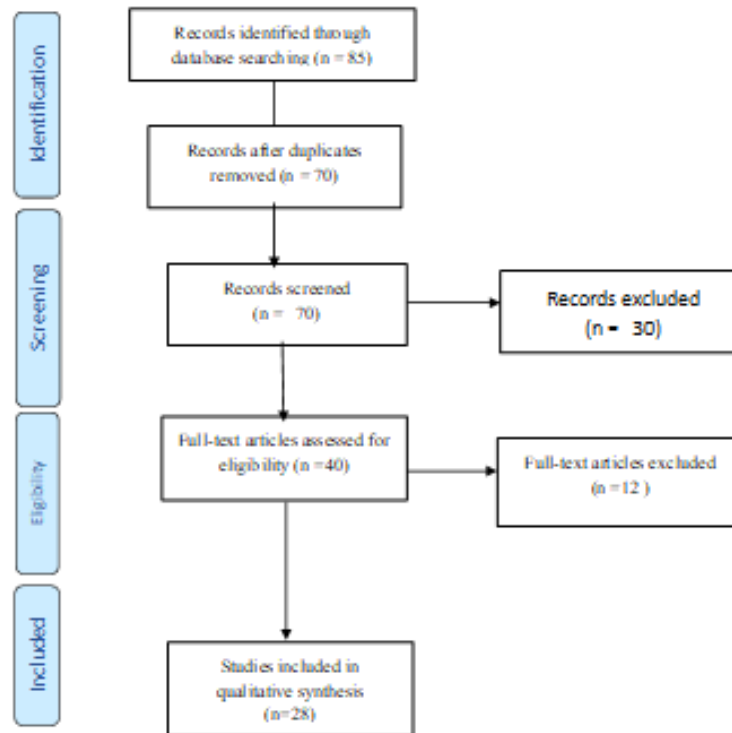 Identification
Records identified through
database searching (n = 85)
Records after duplicates
removed (n = 70)
Screening
Records screened
(n = 70)
Records excluded
(n = 30)
Eligibility
Full-text articles assessed for
eligibility (n =40)
Full-text articles excluded
(n =12 )
Included
Studies included in
qualitative synthesis
(n=28)